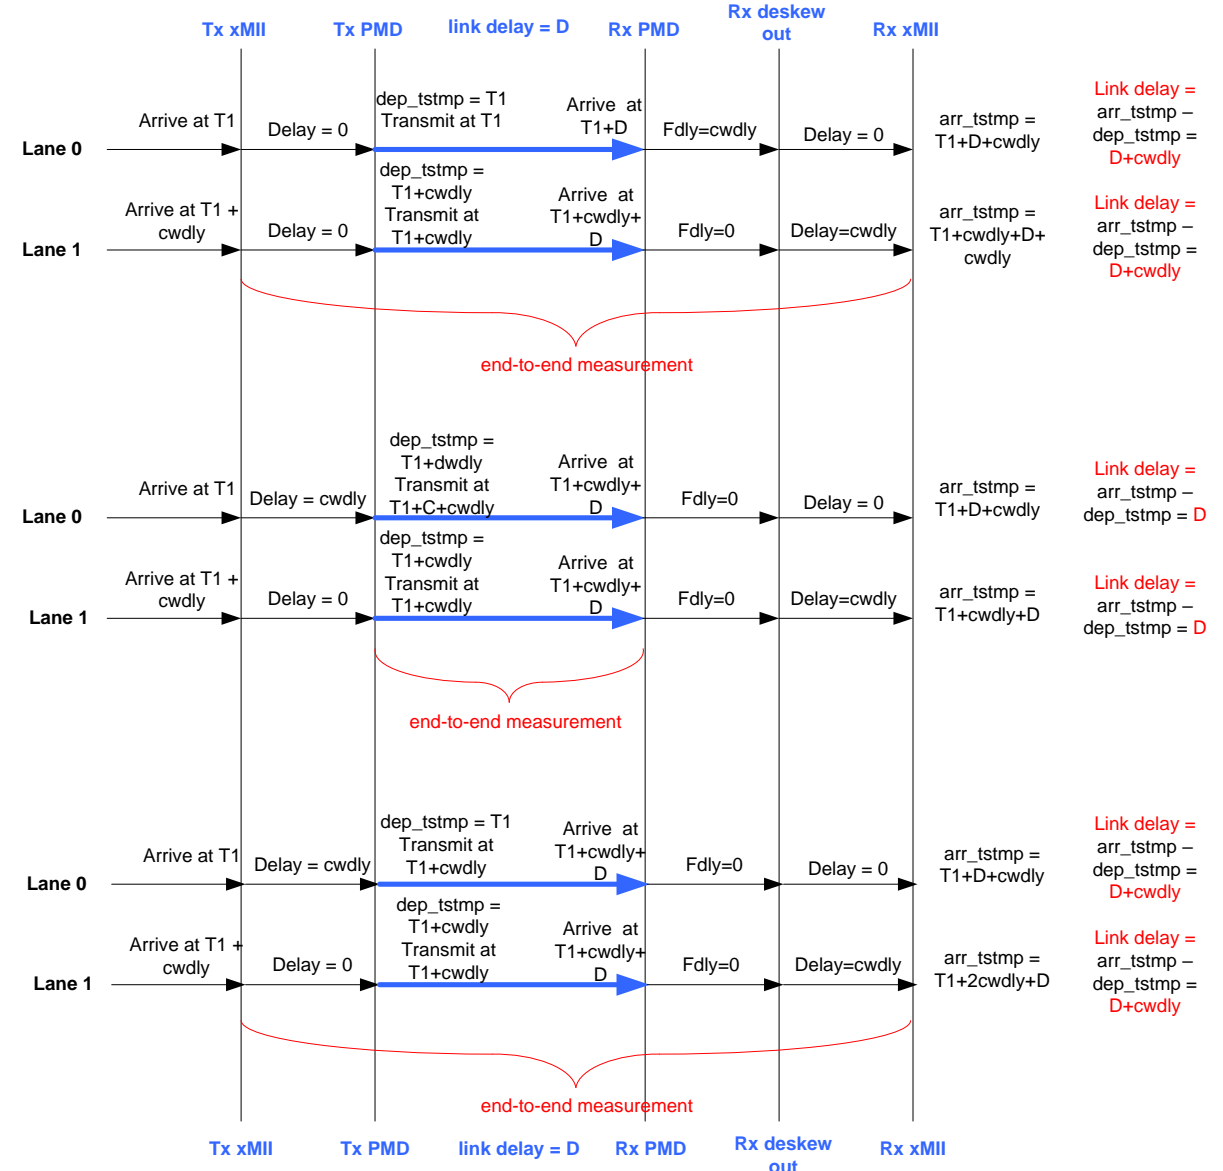 Tx xMII
Tx PMD
link delay = D
Rx PMD
Rx deskew
out
Rx xMII
Lane 0
Arrive at T1
Delay = 0
dep_tstmp = T1
Transmit at T1
Arrive at
T1+D
Fdly=cwdly
Delay = 0
arr_tstmp =
T1+D+cwdly
Link delay =
arr_tstmp –
dep_tstmp =
D+cwdly
Lane 1
Arrive at T1 +
cwdly
Delay = 0
dep_tstmp =
T1+cwdly
Transmit at
T1+cwdly
Arrive at
T1+cwdly+
D
Fdly=0
Delay=cwdly
arr_tstmp =
T1+cwdly+D+
cwdly
Link delay =
arr_tstmp –
dep_tstmp =
D+cwdly
end-to-end measurement
Lane 0
Arrive at T1
Delay = cwdly
dep_tstmp =
T1+dwdly
Transmit at
T1+C+cwdly
Arrive at
T1+cwdly+
D
Fdly=0
Delay = 0
arr_tstmp =
T1+D+cwdly
Link delay =
arr_tstmp –
dep_tstmp = D
Lane 1
Arrive at T1 +
cwdly
Delay = 0
dep_tstmp =
T1+cwdly
Transmit at
T1+cwdly
Arrive at
T1+cwdly+
D
Fdly=0
Delay=cwdly
arr_tstmp =
T1+cwdly+D
Link delay =
arr_tstmp –
dep_tstmp = D
end-to-end measurement
Lane 0
Arrive at T1
Delay = cwdly
dep_tstmp = T1
Transmit at
T1+cwdly
Arrive at
T1+cwdly+
D
Fdly=0
Delay = 0
arr_tstmp =
T1+D+cwdly
Link delay =
arr_tstmp –
dep_tstmp =
D+cwdly
Lane 1
Arrive at T1 +
cwdly
Delay = 0
dep_tstmp =
T1+cwdly
Transmit at
T1+cwdly
Arrive at
T1+cwdly+
D
Fdly=0
Delay=cwdly
arr_tstmp =
T1+2cwdly+D
Link delay =
arr_tstmp –
dep_tstmp =
D+cwdly
end-to-end measurement
Tx xMII
Tx PMD
link delay = D
Rx PMD
Rx deskew
out
Rx xMII